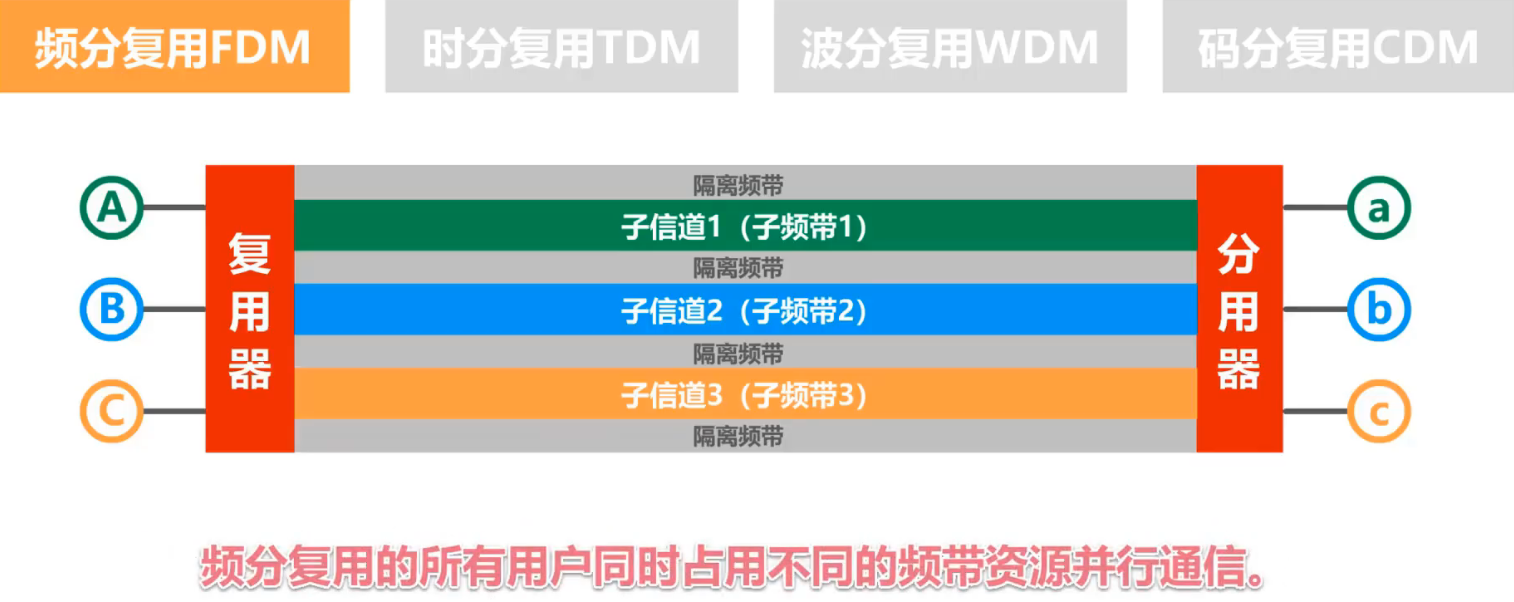 频分复用FDM 时分复用TDM 波分复用WDM 码分复用CDM
隔离频带
A 子信道1（子频带1） a
隔离频带
复用器 分用器
B 子信道2（子频带2） b
隔离频带
C 子信道3（子频带3） c
隔离频带
频分复用的所有用户同时占用不同的频带资源并行通信。